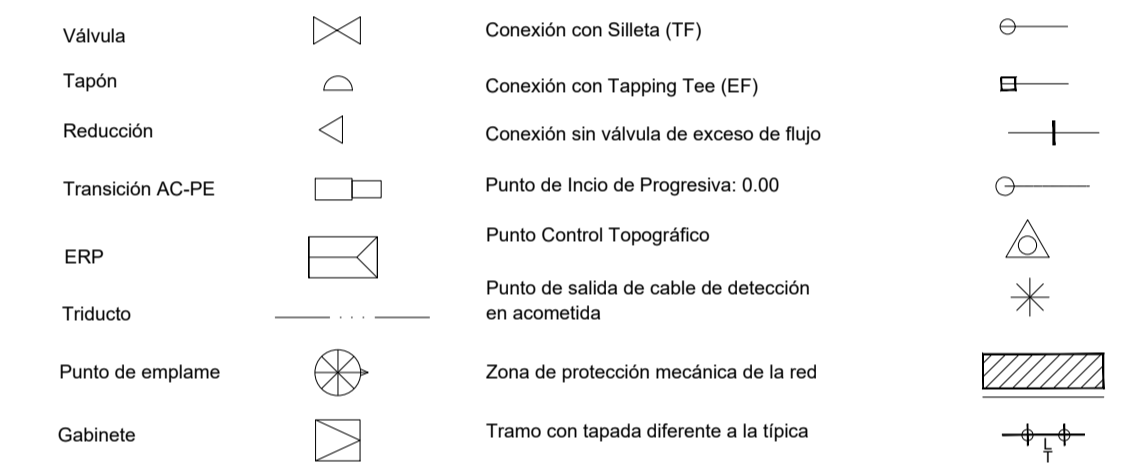 Válvula
Tapón
Reducción
Transición AC-PE
ERP
Triducto
Punto de emplame
Gabinete
Conexión con Silleta (TF)
Conexión con Tapping Tee (EF)
Conexión sin válvula de exceso de flujo
Punto de Incio de Progresiva: 0.00
Punto Control Topográfico
Punto de salida de cable de detección
en acometida
Zona de protección mecánica de la red
Tramo con tapada diferente a la típica
L
T